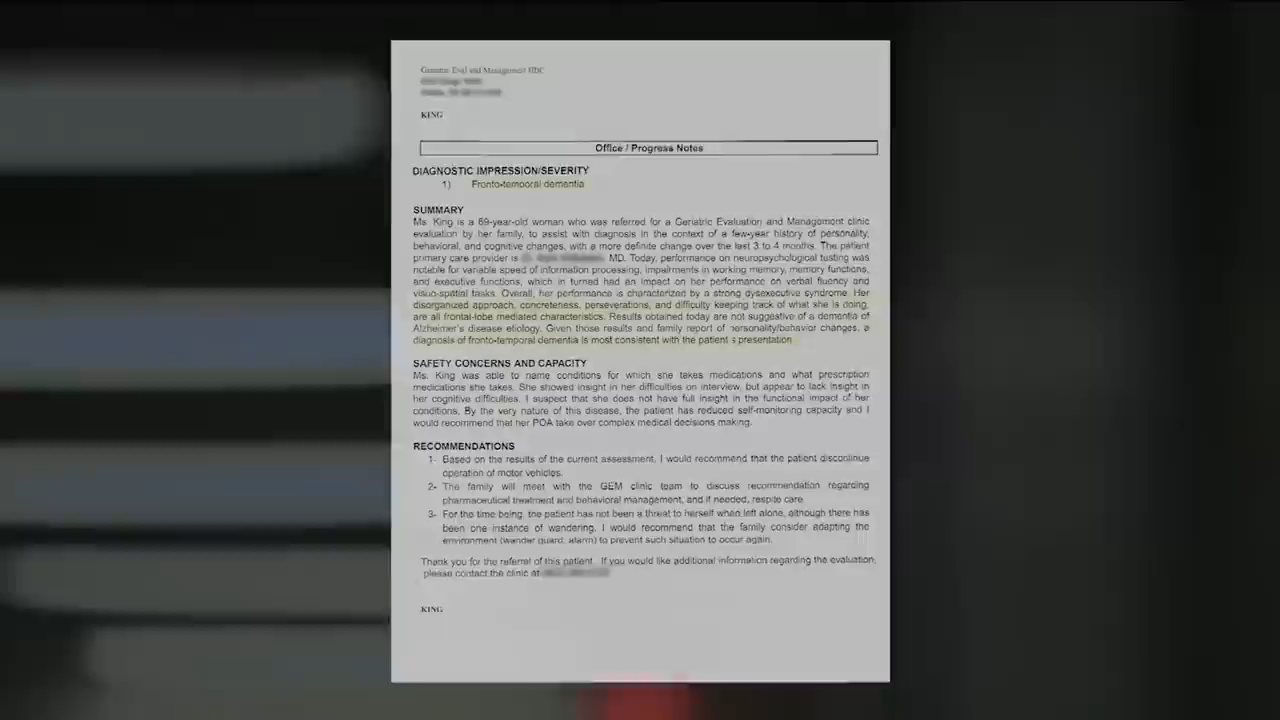 Geriatric Eval and Management HDC
KING
Office / Progress Notes
DIAGNOSTIC IMPRESSION/SEVERITY
1) Fronto-temporal dementia
SUMMARY
Ms. King is a 69-year-old woman who was referred for a Geriatric Evaluation and Management clinic
evaluation by her family, to assist with diagnosis in the context of a few-year history of personality,
behavioral, and cognitive changes, with a more definite change over the last 3 to 4 months. The patient
primary care provider is MD. Today, performance on neuropsychological testing was
notable for variable speed of information processing, impairments in working memory, memory functions,
and executive functions, which in turned had an impact on her performance on verbal fluency and
visuo-spatial tasks. Overall, her performance is characterized by a strong dysexecutive syndrome. Her
disorganized approach, concreteness, perseverations, and difficulty keeping track of what she is doing,
are all frontal-lobe mediated characteristics. Results obtained today are not suggestive of a dementia of
Alzheimer's disease etiology. Given those results and family report of personality/behavior changes, a
diagnosis of fronto-temporal dementia is most consistent with the patient's presentation.
SAFETY CONCERNS AND CAPACITY
Ms. King was able to name conditions for which she takes medications and what prescription
medications she takes. She showed insight in her difficulties on interview, but appear to lack insight in
her cognitive difficulties. I suspect that she does not have full insight in the functional impact of her
conditions. By the very nature of this disease, the patient has reduced self-monitoring capacity and I
would recommend that her POA take over complex medical decisions making.
RECOMMENDATIONS
1- Based on the results of the current assessment, I would recommend that the patient discontinue
operation of motor vehicles.
2- The family will meet with the GEM clinic team to discuss recommendation regarding
pharmaceutical treatment and behavioral management, and if needed, respite care.
3- For the time being, the patient has not been a threat to herself when left alone, although there has
been one instance of wandering. I would recommend that the family consider adapting the
environment (wander guard, alarm) to prevent such situation to occur again.
Thank you for the referral of this patient. If you would like additional information regarding the evaluation,
please contact the clinic at
KING